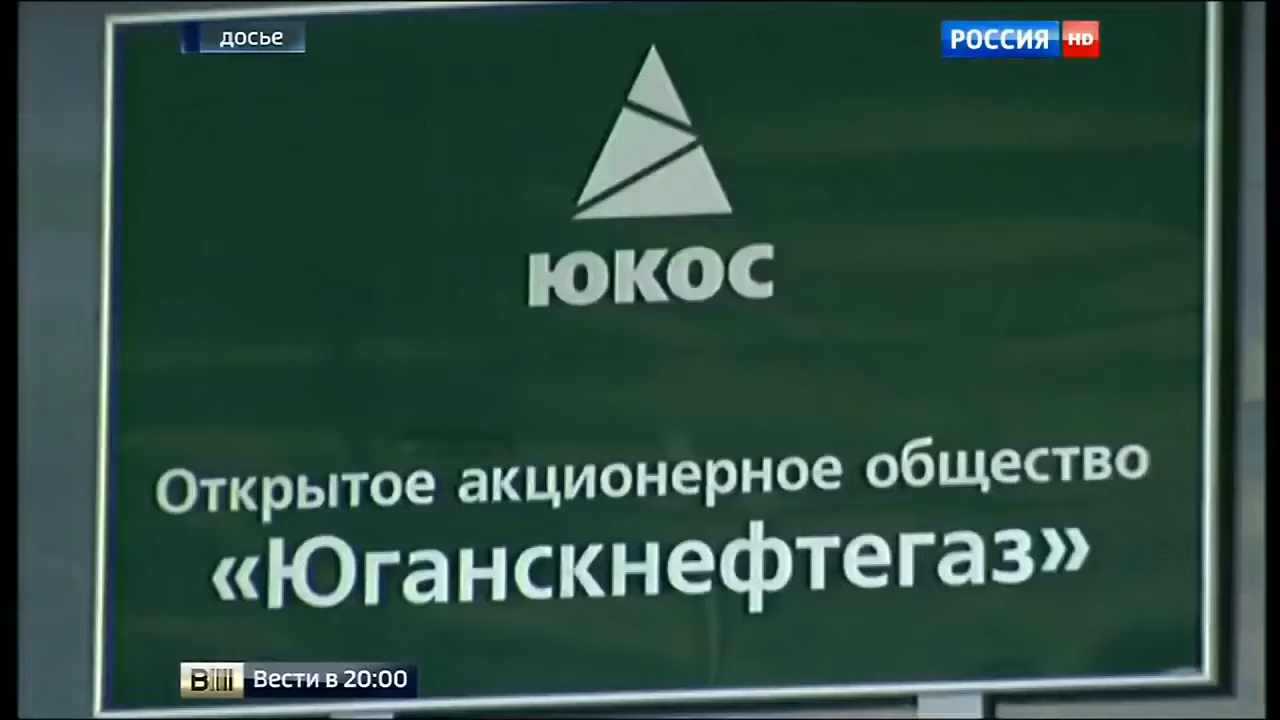 досье
РОССИЯ HD
ЮКОС
Открытое акционерное общество
«Юганскнефтегаз»
Вести в 20:00